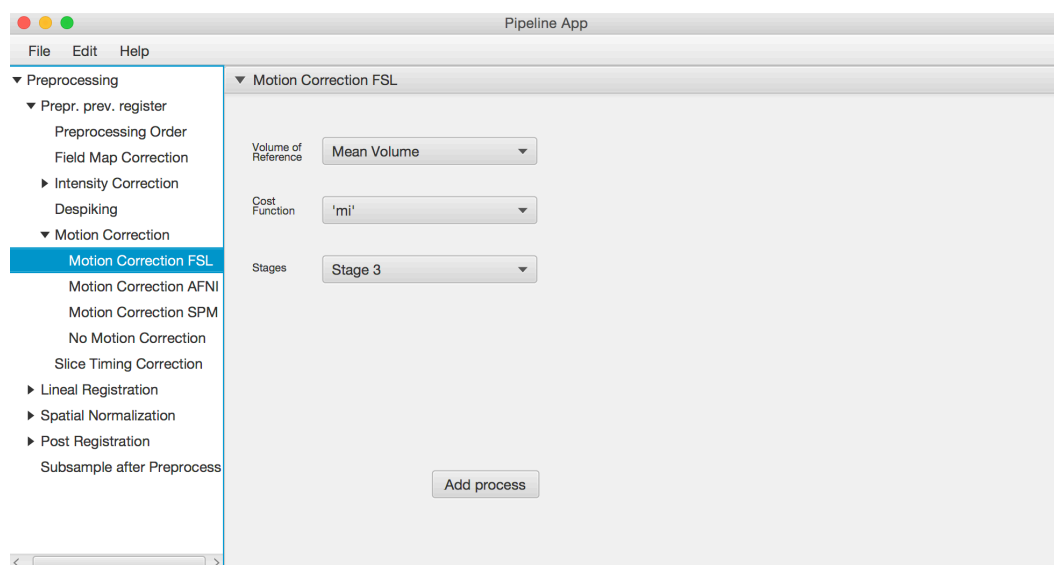 Pipeline App
File Edit Help
Preprocessing
Prepr. prev. register
Preprocessing Order
Field Map Correction
Intensity Correction
Despiking
Motion Correction
Motion Correction FSL
Motion Correction AFNI
Motion Correction SPM
No Motion Correction
Slice Timing Correction
Lineal Registration
Spatial Normalization
Post Registration
Subsample after Preprocess
Motion Correction FSL
Volume of
Reference
Mean Volume
Cost
Function
'mi'
Stages
Stage 3
Add process